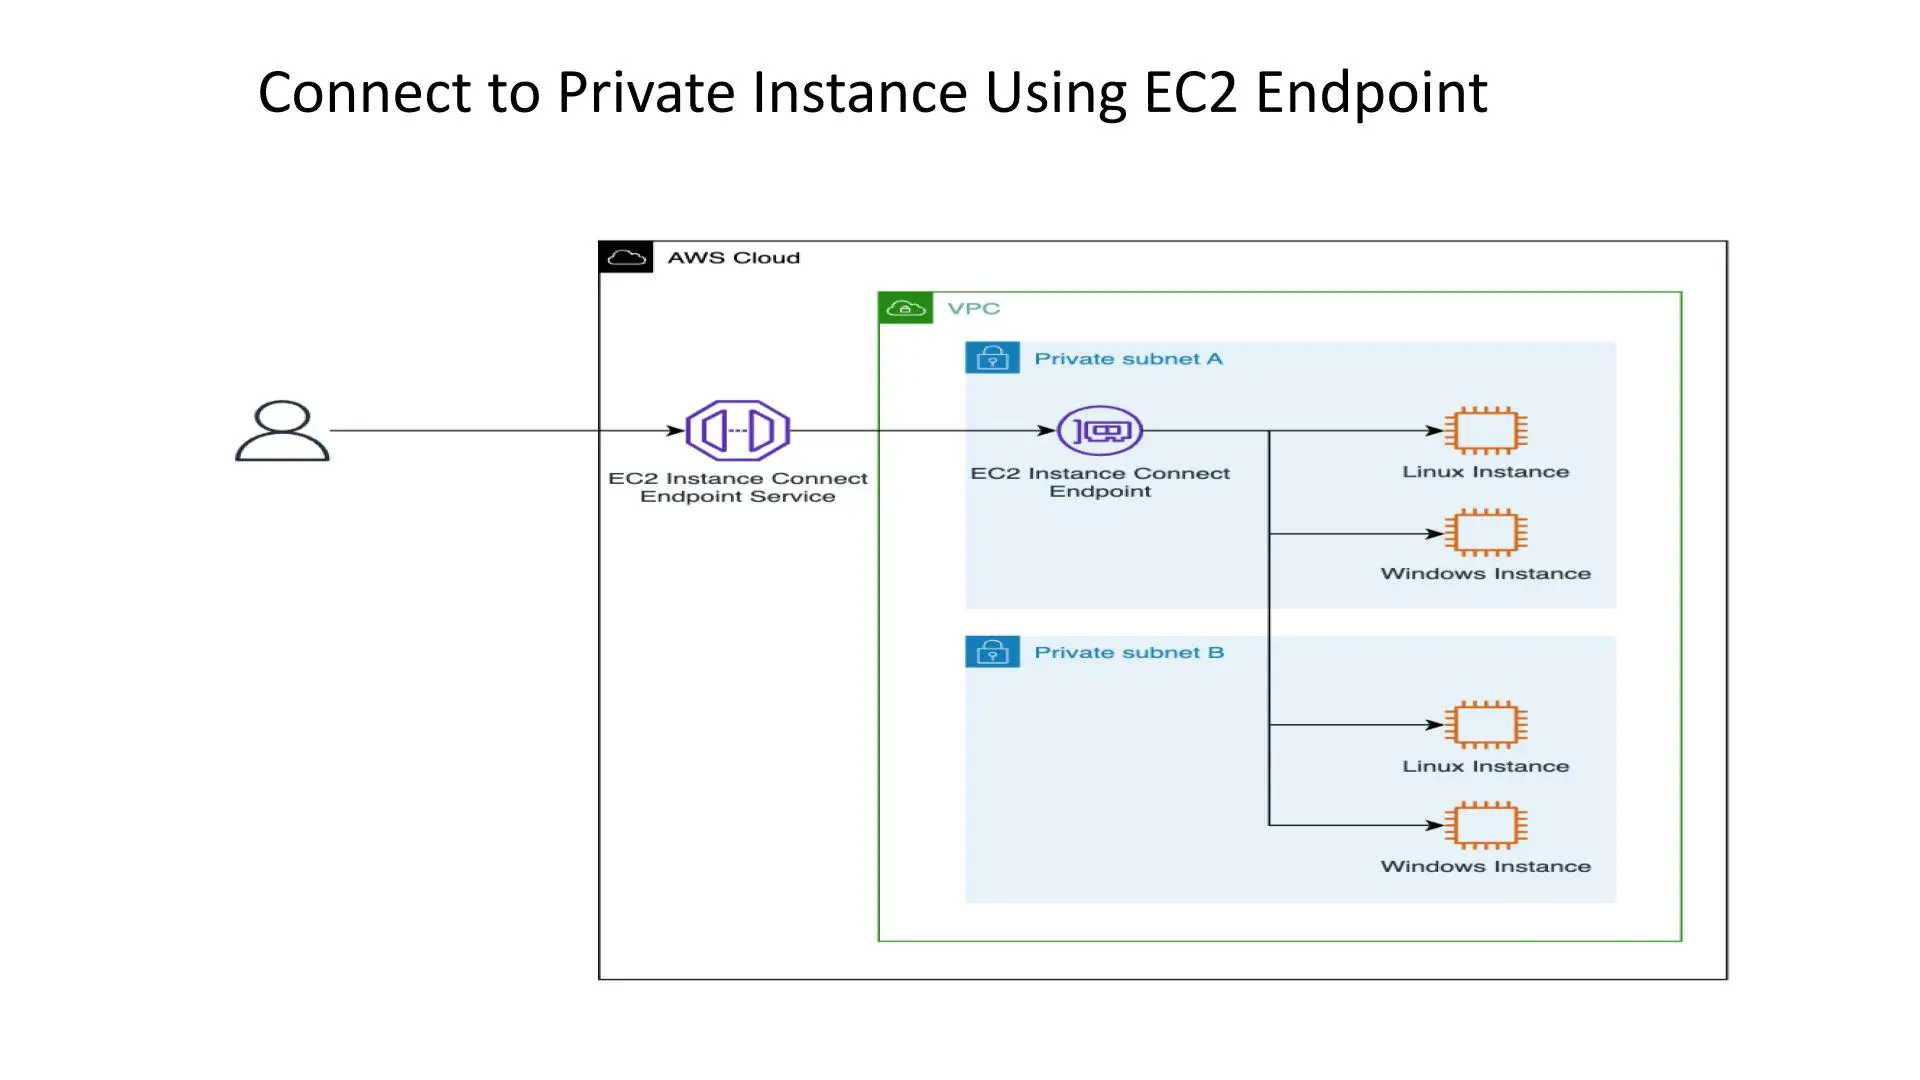 Connect to Private Instance Using EC2 Endpoint
AWS Cloud
VPC
Private subnet A
EC2 Instance Connect
Endpoint Service
EC2 Instance Connect
Endpoint
Linux Instance
Windows Instance
Private subnet B
Linux Instance
Windows Instance